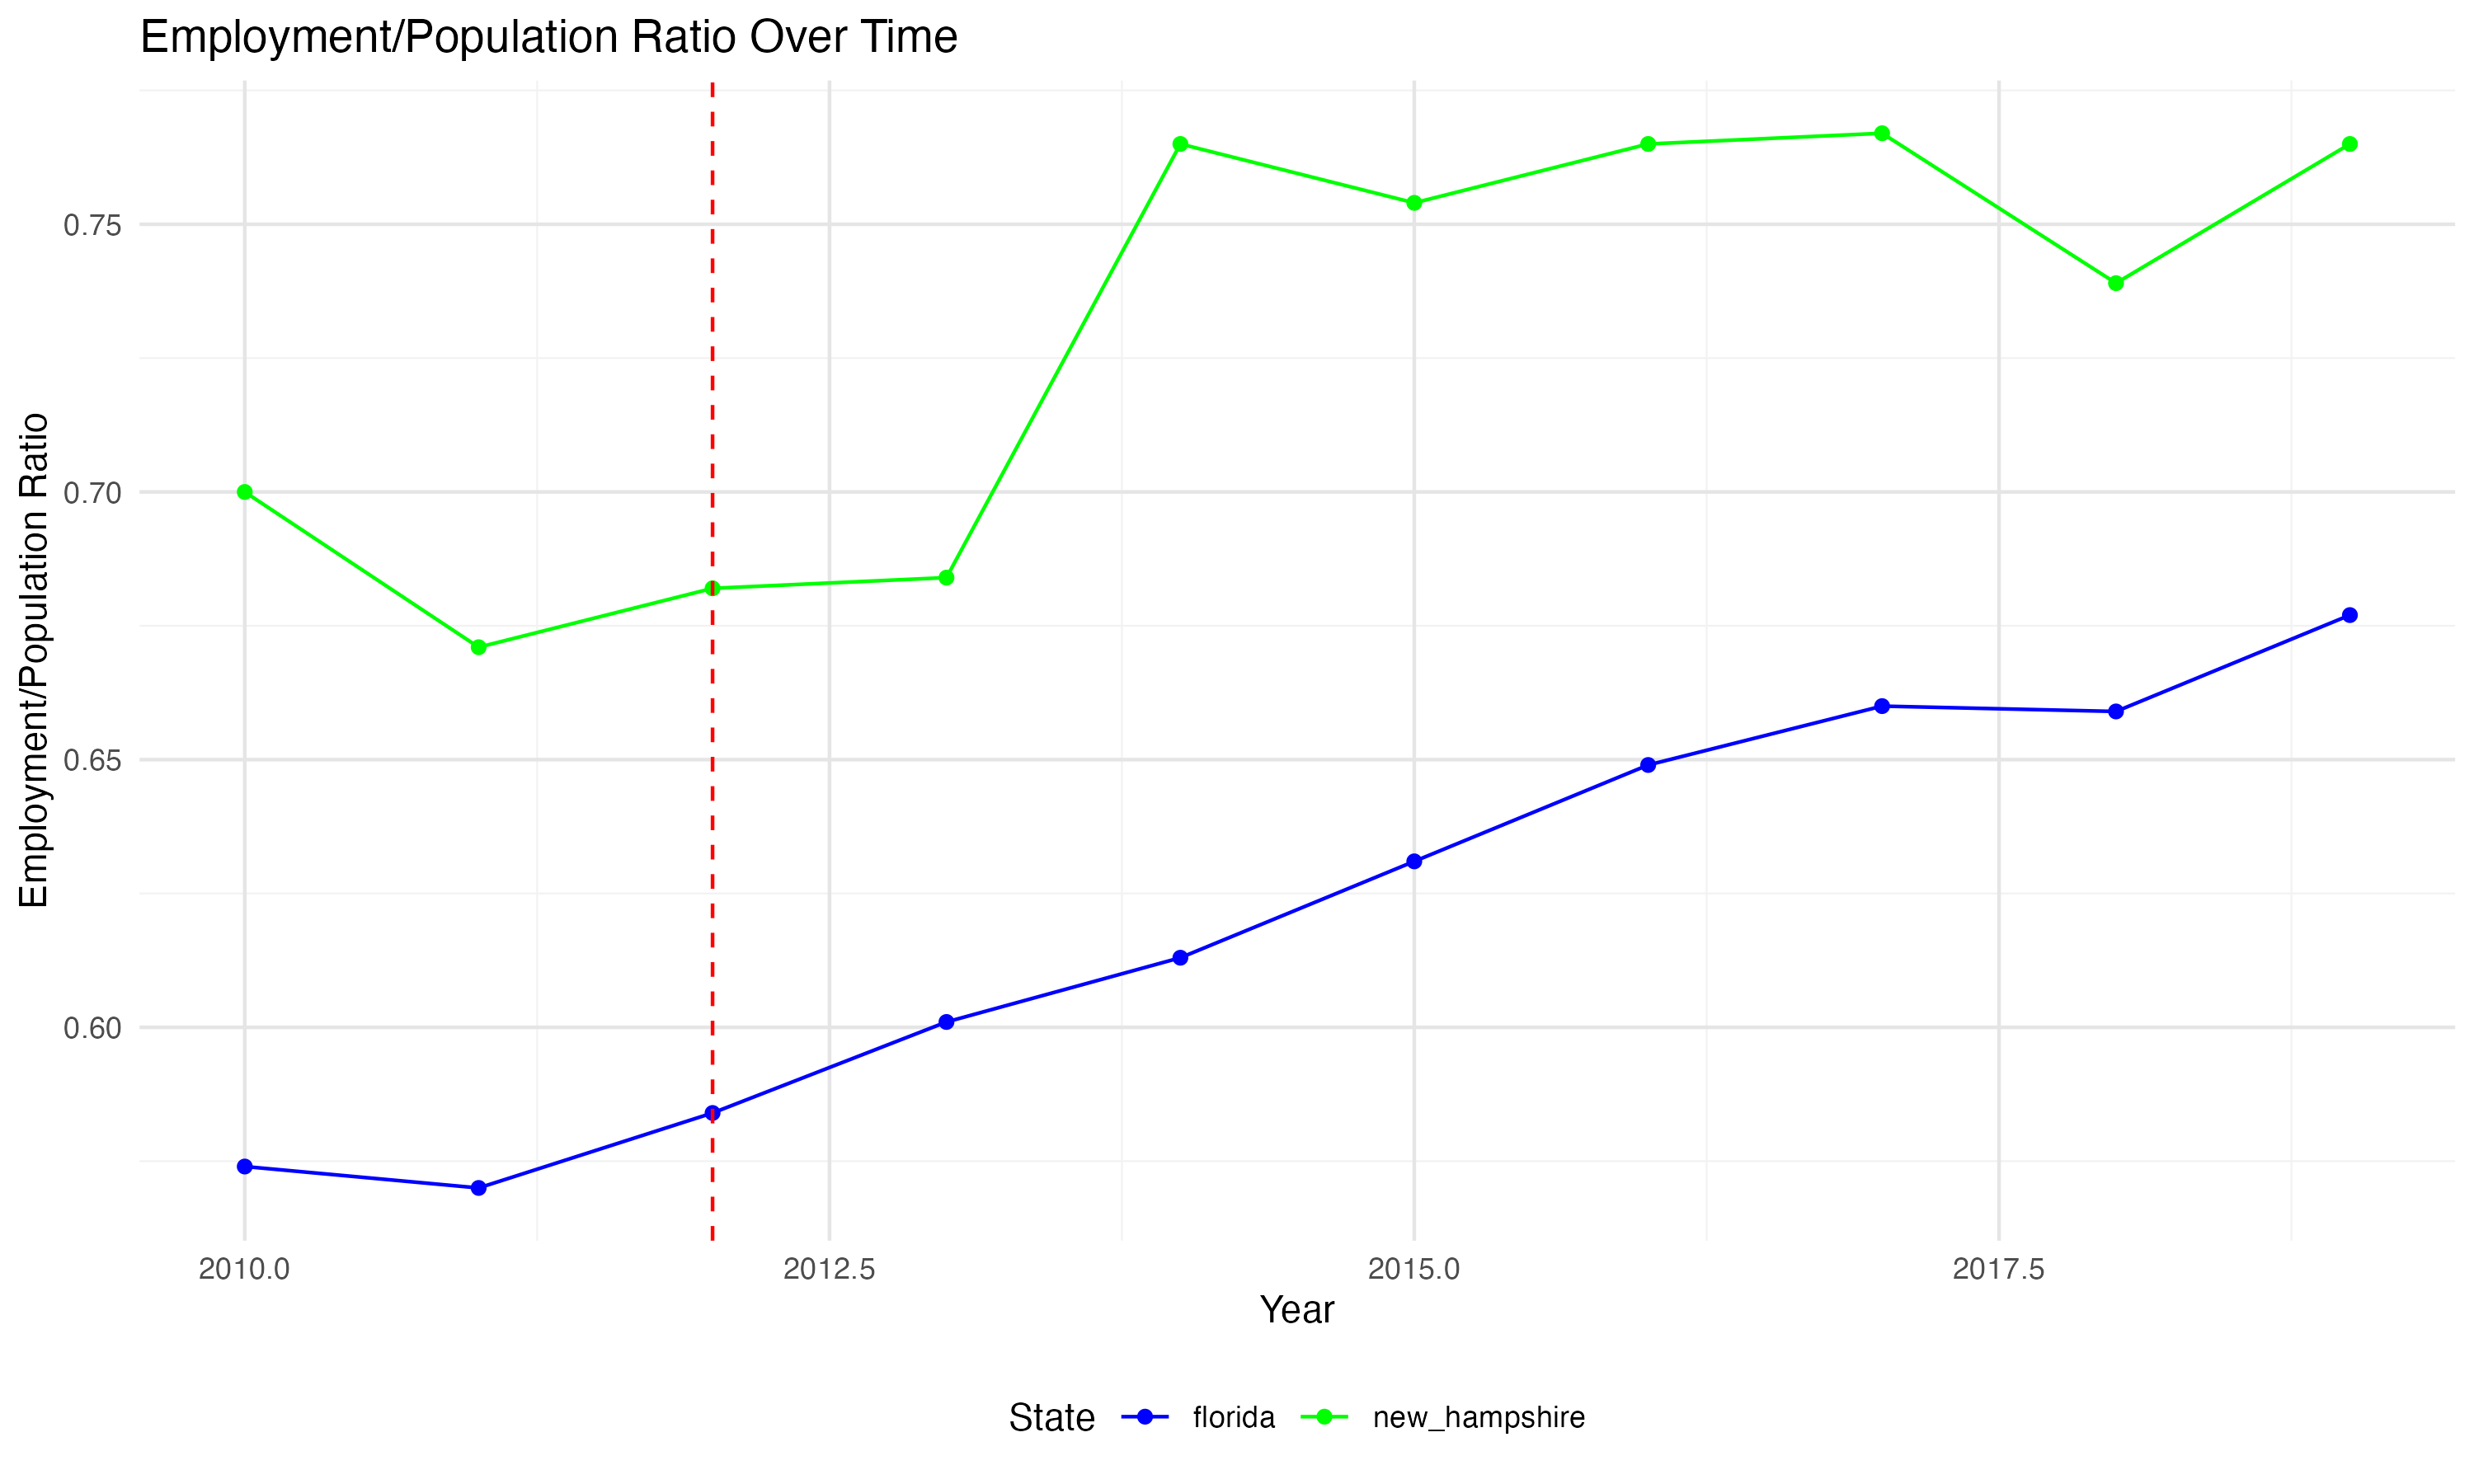 Employment/Population Ratio Over Time
Employment/Population Ratio
0.75
0.70
0.65
0.60
2010.0 2012.5 2015.0 2017.5
Year
State florida new_hampshire